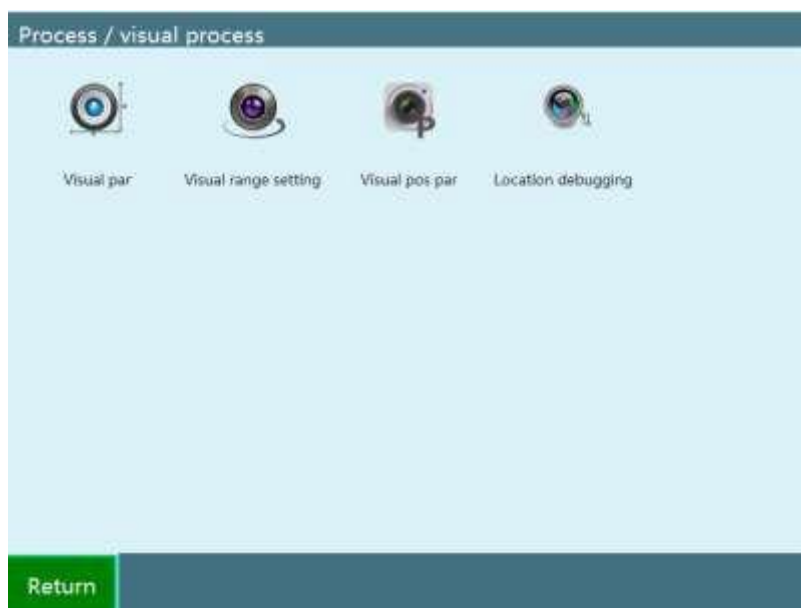 Process / visual process
Visual par
Visual range setting
Visual pos par
Location debugging
Return